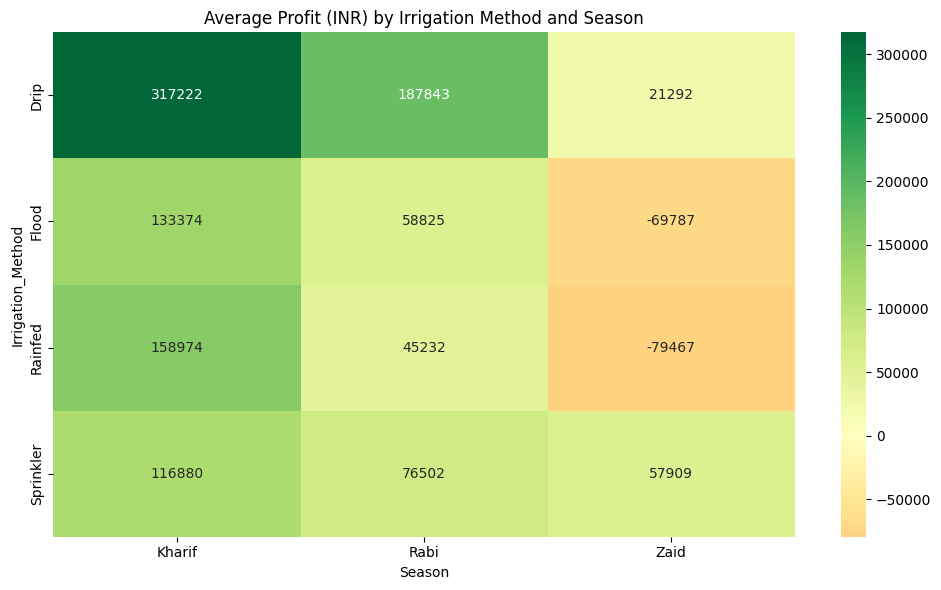 Average Profit (INR) by Irrigation Method and Season
Irrigation_Method
Drip
317222
187843
21292
Flood
133374
58825
-69787
Rainfed
158974
45232
-79467
Sprinkler
116880
76502
57909
Kharif
Rabi
Zaid
Season
300000
250000
200000
150000
100000
50000
0
−50000